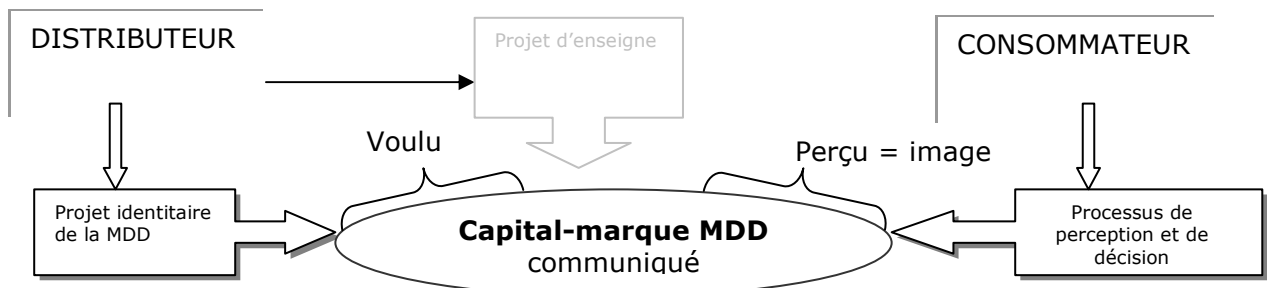 DISTRIBUTEUR
Projet d'enseigne
CONSOMMATEUR
Voulu
Perçu = image
Projet identitaire
de la MDD
Capital-marque MDD
communiqué
Processus de
perception et de
décision